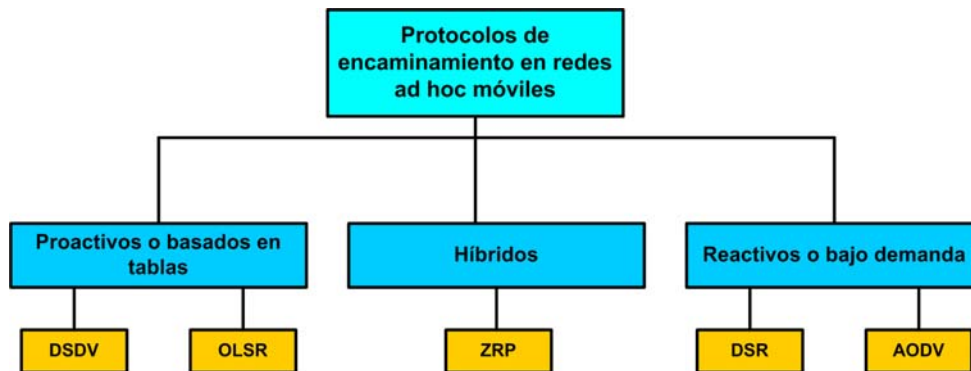 Protocolos de
encaminamiento en redes
ad hoc móviles
Proactivos o basados en
tablas
Híbridos
Reactivos o bajo demanda
DSDV
OLSR
ZRP
DSR
AODV